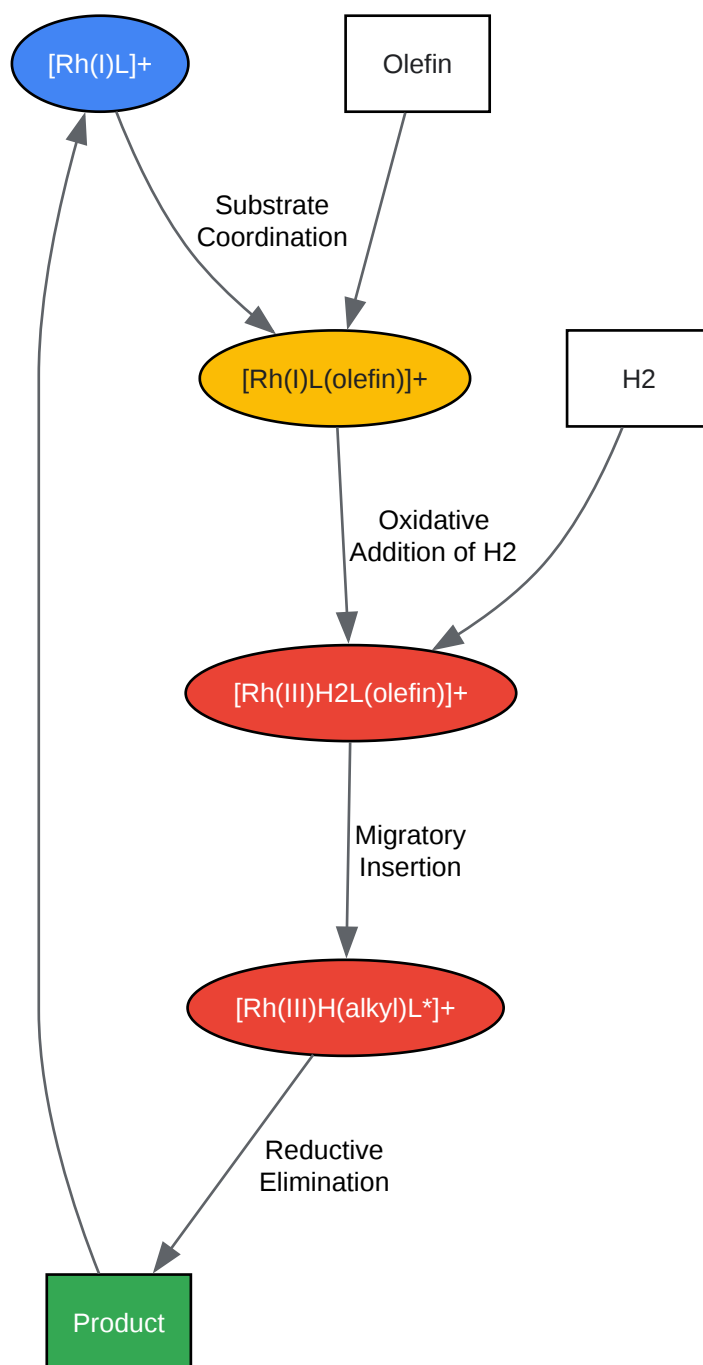 [Rh(I)L]+
Olefin
Substrate
Coordination
[Rh(I)L(olefin)]+
H2
Oxidative
Addition of H2
[Rh(III)H2L(olefin)]+
Migratory
Insertion
[Rh(III)H(alkyl)L*]+
Reductive
Elimination
Product